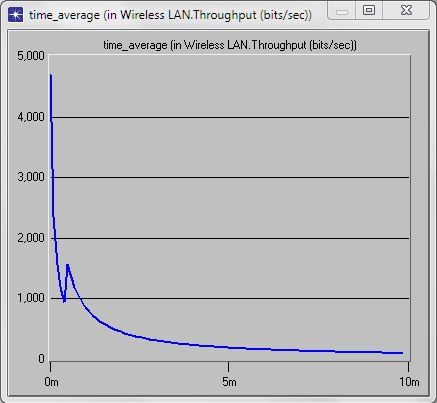 time_average (in Wireless LAN.Throughput (bits/sec))
time_average (in Wireless LAN.Throughput (bits/sec))
5,000
4,000
3,000
2,000
1,000
0
0m 5m 10m